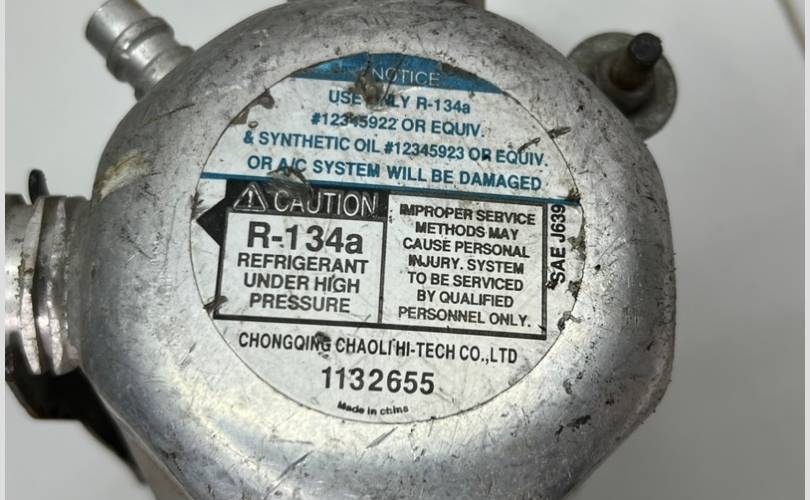 NOTICE
USE ONLY R-134a
#12345922 OR EQUIV.
& SYNTHETIC OIL #12345923 OR EQUIV.
OR A/C SYSTEM WILL BE DAMAGED
CAUTION
R-134a
REFRIGERANT
UNDER HIGH
PRESSURE
IMPROPER SERVICE
METHODS MAY
CAUSE PERSONAL
INJURY. SYSTEM
TO BE SERVICED
BY QUALIFIED
PERSONNEL ONLY.
SAE J639
CHONGQING CHAOLI HI-TECH CO.,LTD
1132655
Made in china